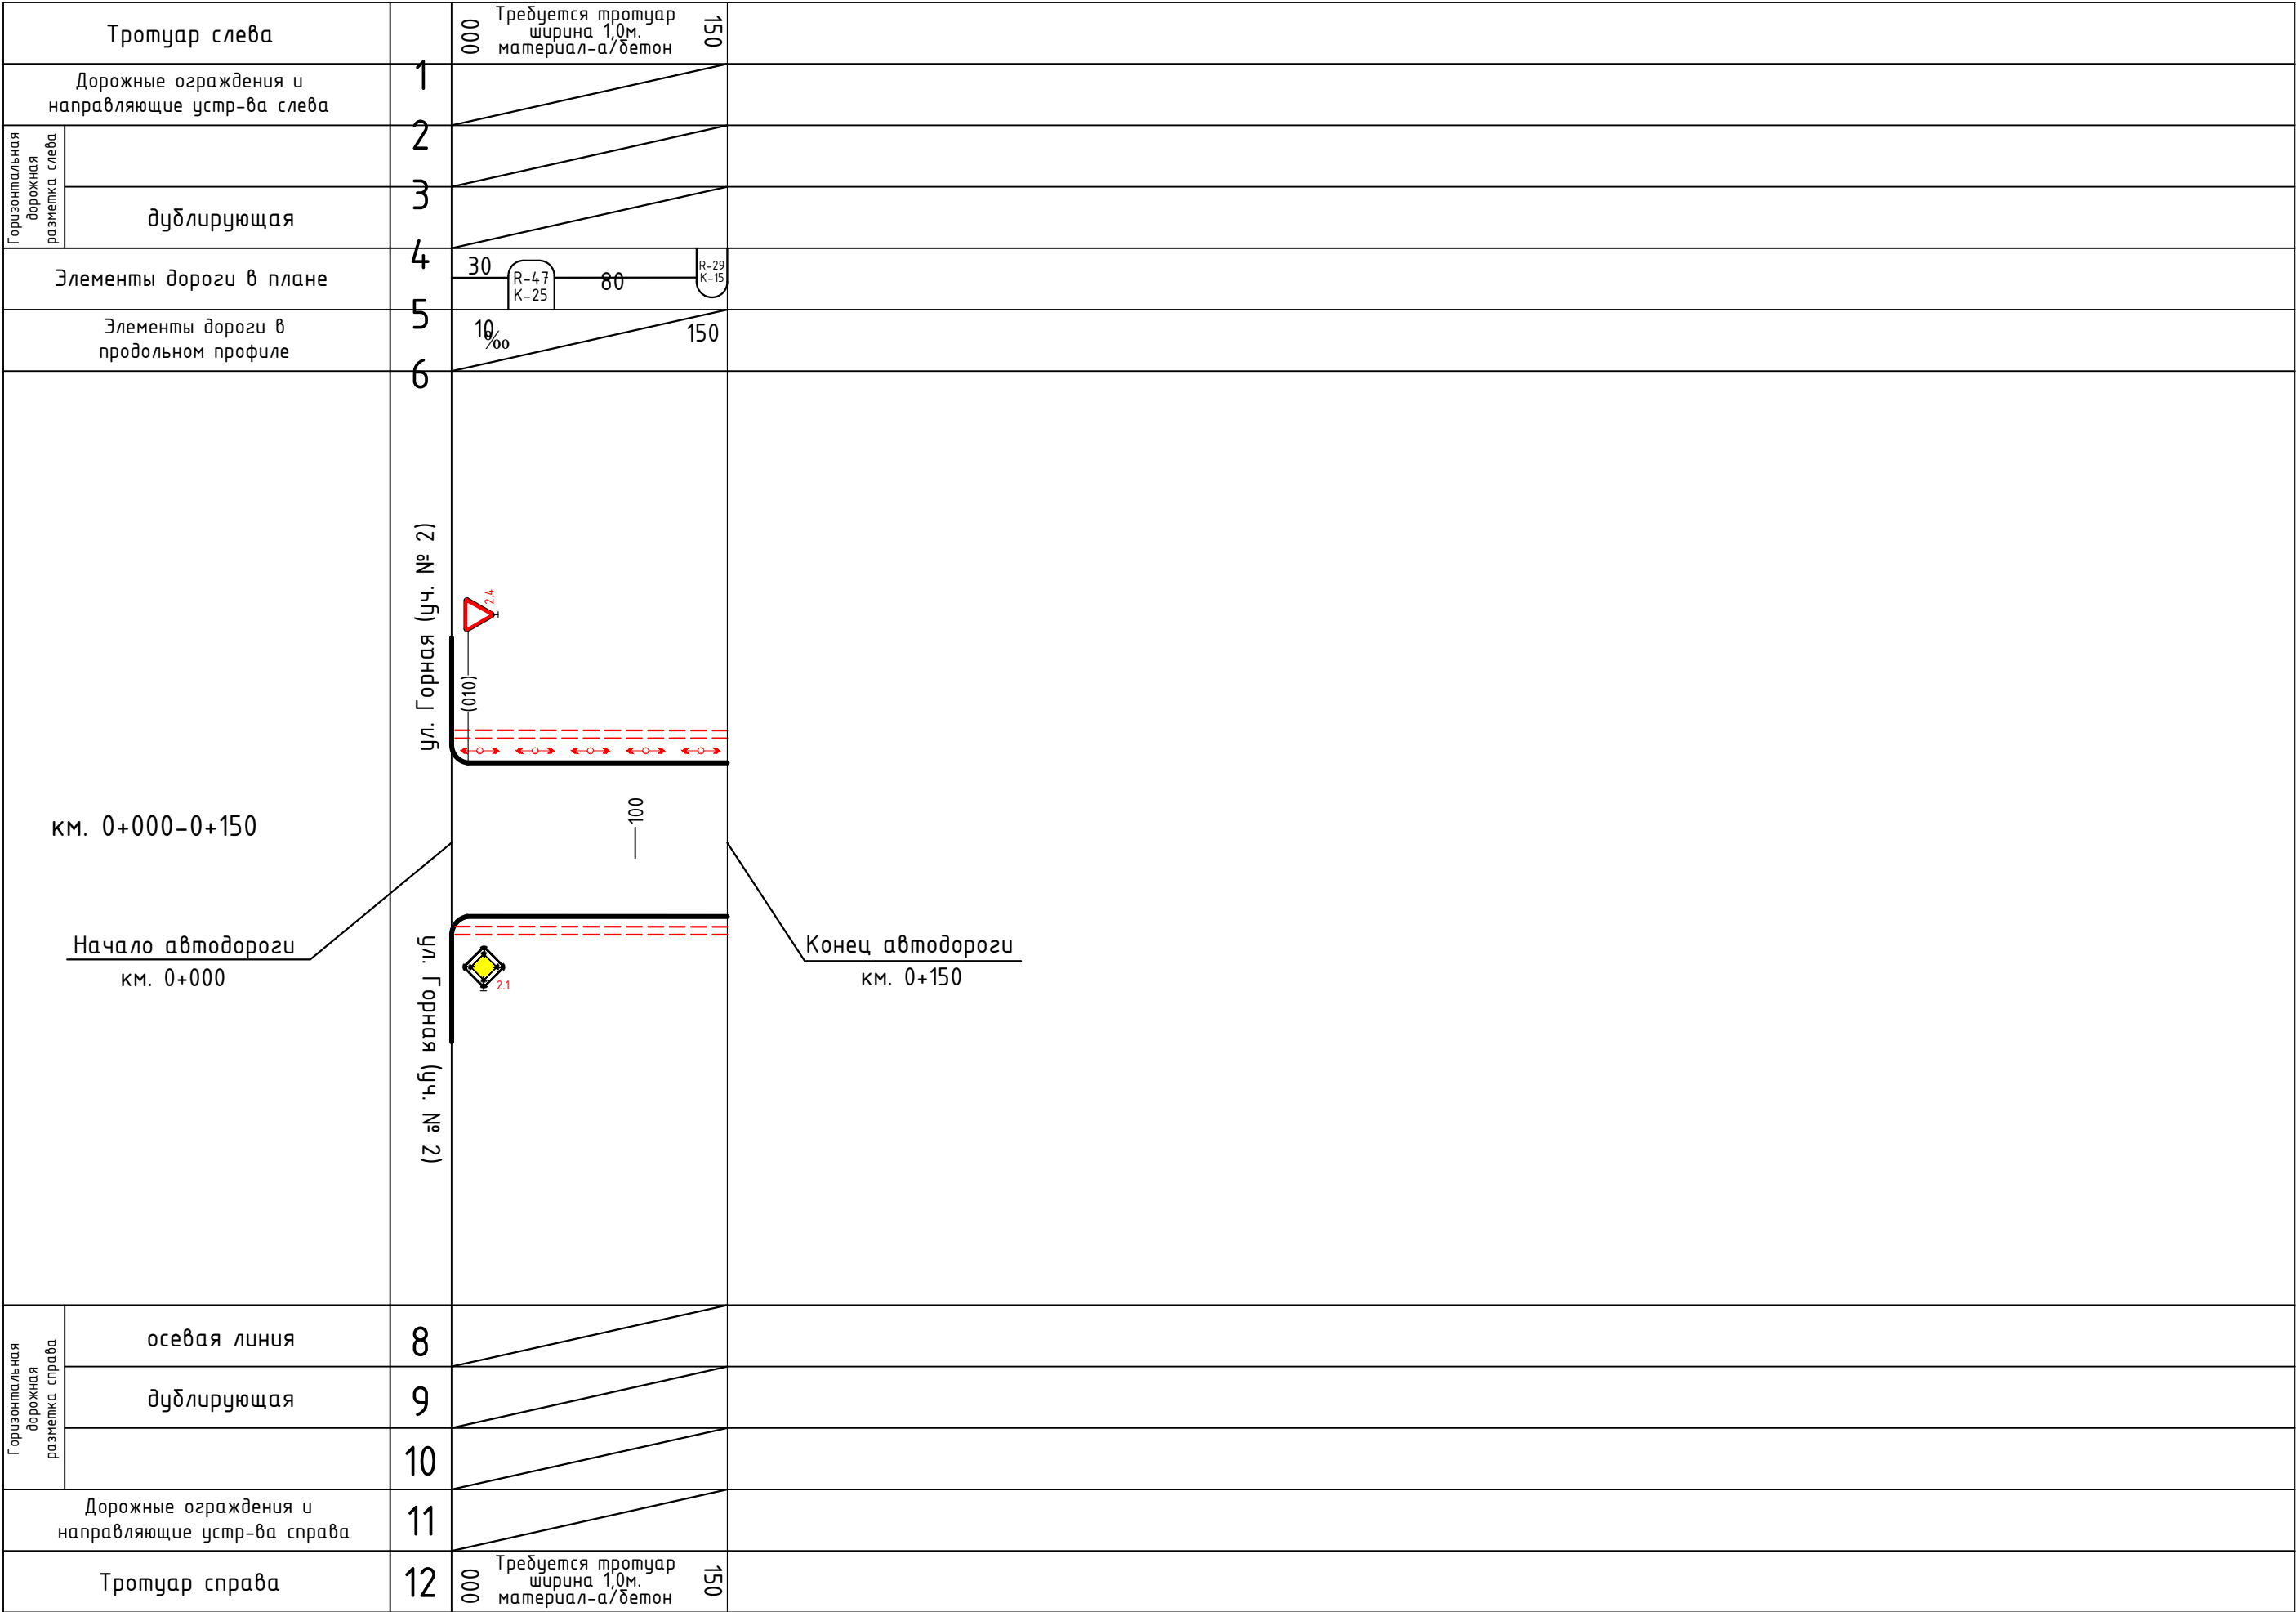 Тротуар слева
000
Требуется тротуар
ширина 1,0м.
материал-а/бетон
150
1
Дорожные ограждения и
направляющие устр-ва слева
2
Горизонтальная
дорожная
разметка слева
3
дублирующая
4
Элементы дороги в плане
30
R-47
K-25
80
R-29
K-15
5
Элементы дороги в
продольном профиле
10
‰
150
6
ул. Горная (уч. № 2)
2.4
(010)
100
км. 0+000-0+150
Начало автодороги
км. 0+000
Конец автодороги
км. 0+150
2.1
ул. Горная (уч. № 2)
Горизонтальная
дорожная
разметка справа
осевая линия
8
дублирующая
9
10
Дорожные ограждения и
направляющие устр-ва справа
11
Тротуар справа
12
000
Требуется тротуар
ширина 1,0м.
материал-а/бетон
150